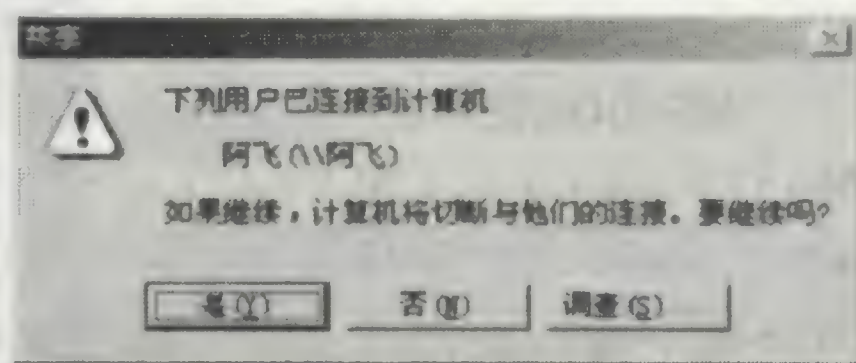 共享
下列用户已连接到计算机
阿飞(\\阿飞)
如果继续，计算机将切断与他们的连接。要继续吗?
是(Y) 否(N) 调查(S)